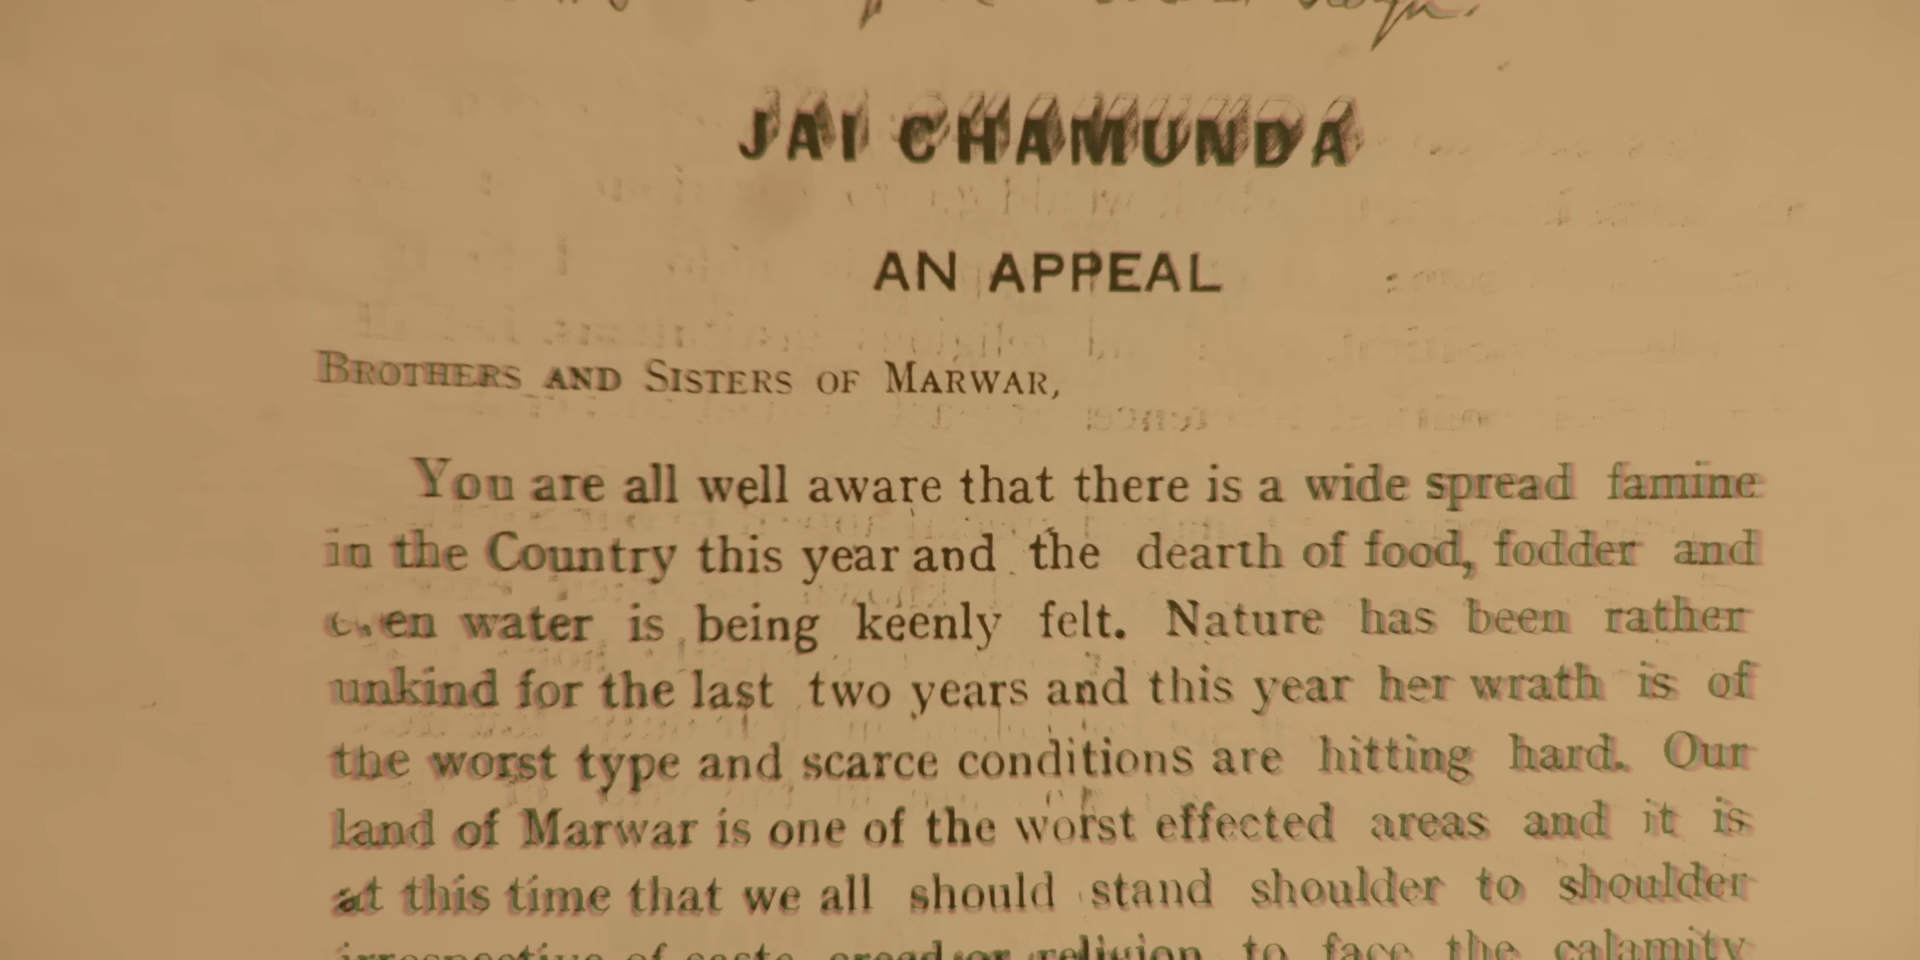 JAI CHAMUNDA
AN APPEAL
BROTHERS AND SISTERS OF MARWAR,
You are all well aware that there is a wide spread famine
in the Country this year and the dearth of food, fodder and
even water is being keenly felt. Nature has been rather
unkind for the last two years and this year her wrath is of
the worst type and scarce conditions are hitting hard. Our
land of Marwar is one of the worst effected areas and it is
at this time that we all should stand shoulder to shoulder
irrespective of caste, creed or religion to face the calamity